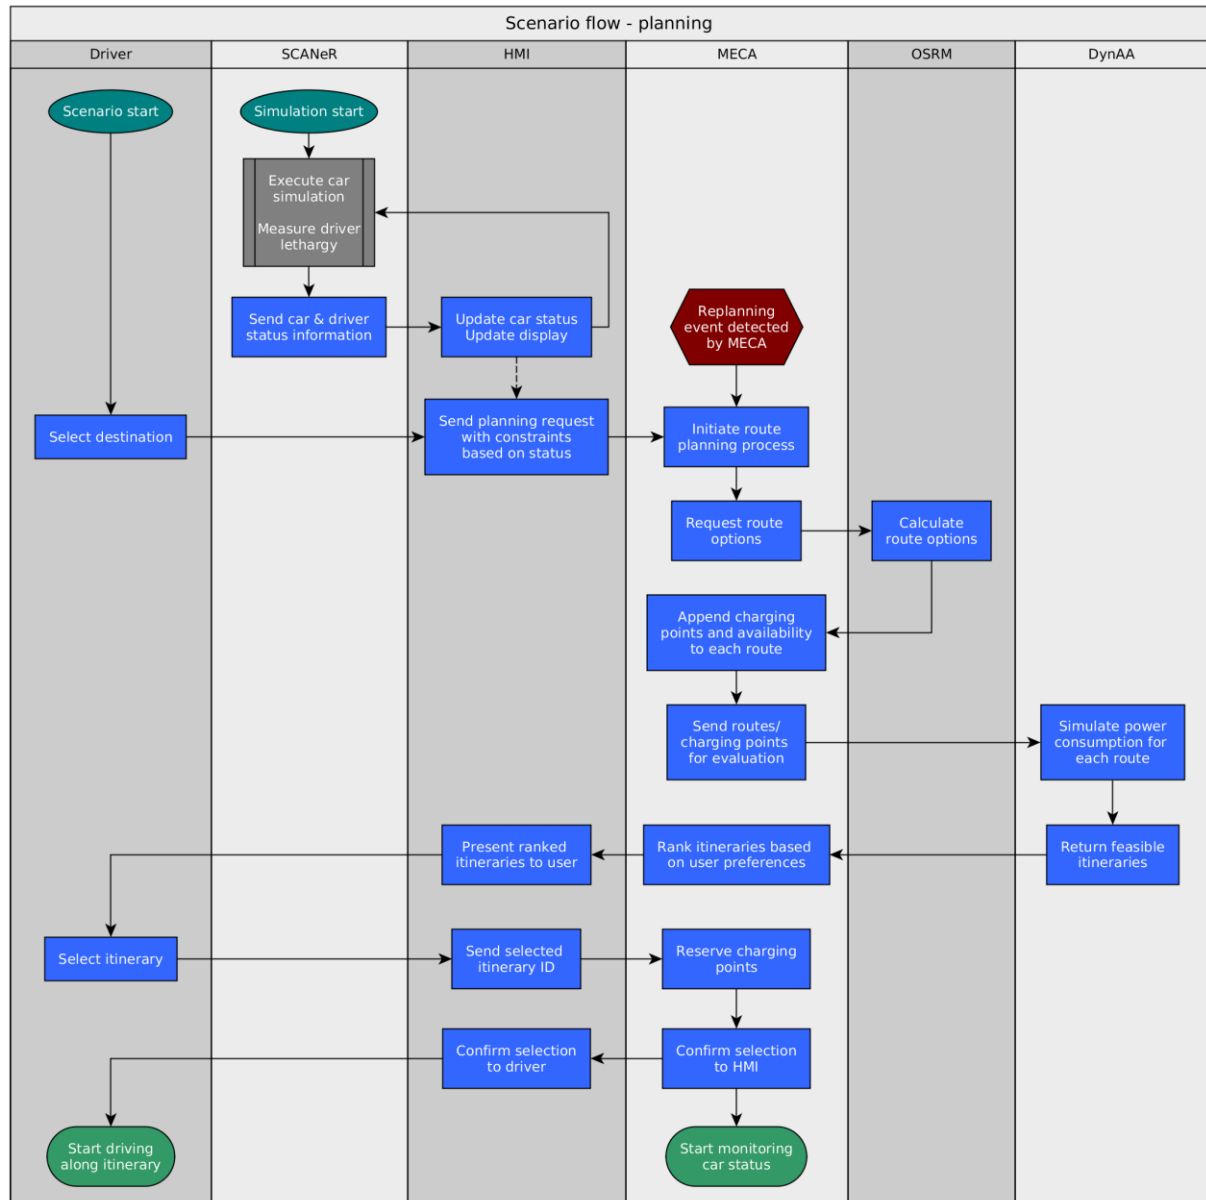 Scenario flow - planning
Driver
SCANeR
HMI
MECA
OSRM
DynAA
Scenario start
Simulation start
Execute car
simulation
Measure driver
lethargy
Send car & driver
status information
Update car status
Update display
Replanning
event detected
by MECA
Select destination
Send planning request
with constraints
based on status
Initiate route
planning process
Request route
options
Calculate
route options
Append charging
points and availability
to each route
Send routes/
charging points
for evaluation
Simulate power
consumption for
each route
Present ranked
itineraries to user
Rank itineraries based
on user preferences
Return feasible
itineraries
Select itinerary
Send selected
itinerary ID
Reserve charging
points
Confirm selection
to driver
Confirm selection
to HMI
Start driving
along itinerary
Start monitoring
car status